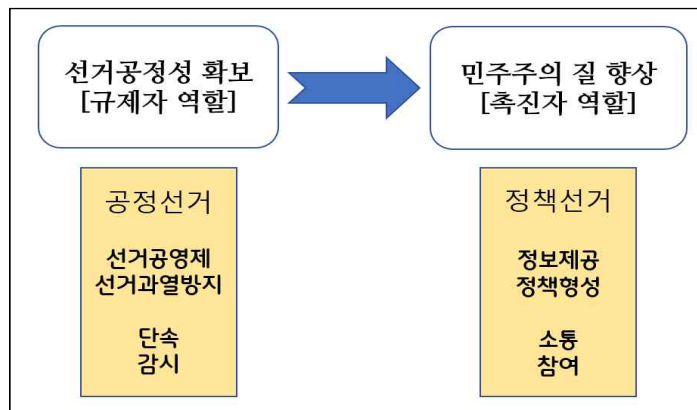 선거공정성 확보
[규제자 역할]
민주주의 질 향상
[촉진자 역할]
공정선거
선거공영제
선거과열방지
단속
감시
정책선거
정보제공
정책형성
소통
참여